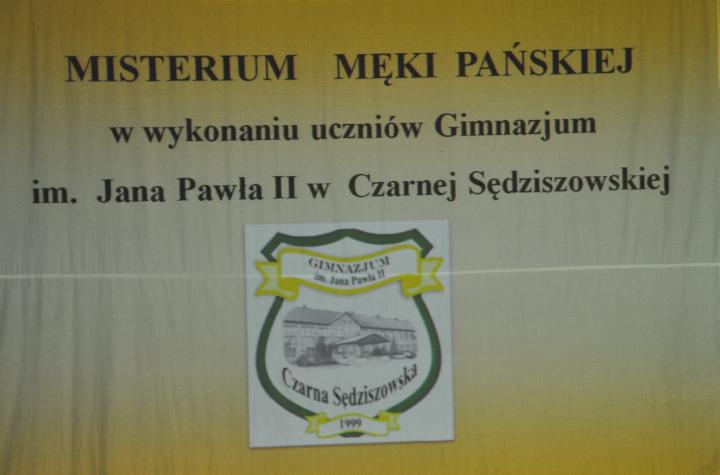 MISTERIUM MĘKI PAŃSKIEJ
w wykonaniu uczniów Gimnazjum
im. Jana Pawła II w Czarnej Sędziszowskiej
GIMNAZJUM
im. Jana Pawła II
Czarna Sędziszowska
1999